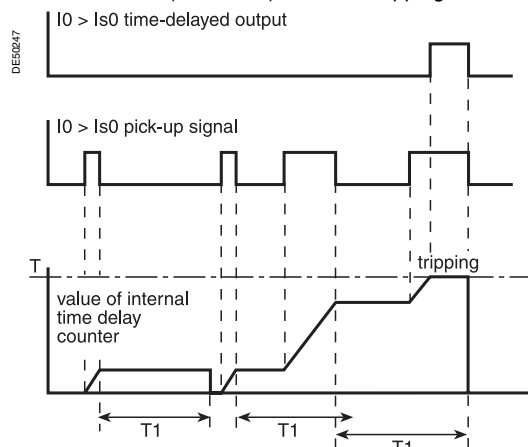 I0 > Is0 time-delayed output
DE50247
I0 > Is0 pick-up signal
T
tripping
value of internal
time delay
counter
T1
T1
T1